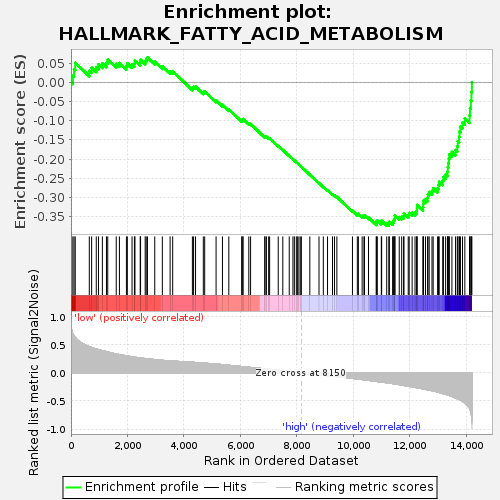 Enrichment plot:
HALLMARK_FATTY_ACID_METABOLISM
Enrichment score (ES)
0.05
0.00
-0.05
-0.10
-0.15
-0.20
-0.25
-0.30
-0.35
Ranked list metric (Signal2Noise)
'low' (positively correlated)
1.0
0.5
0.0
-0.5
-1.0
Zero cross at 8150
'high' (negatively correlated)
0
2,000
4,000
6,000
8,000
10,000
12,000
14,000
Rank in Ordered Dataset
Enrichment profile
Hits
Ranking metric scores